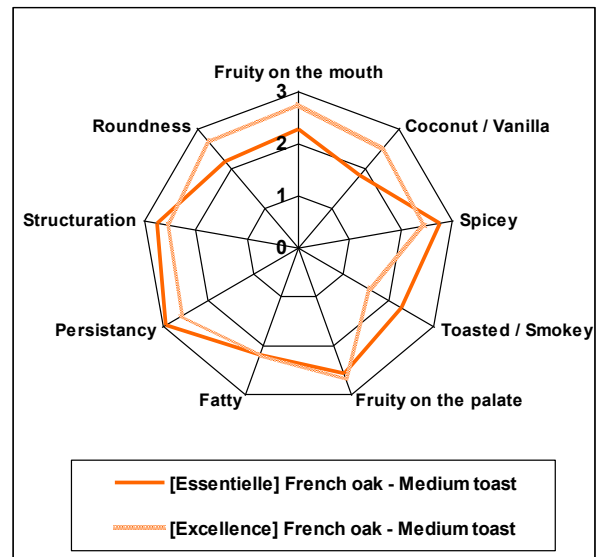 Fruity on the mouth
3
Roundness
Coconut / Vanilla
2
Structuration
1
Spicey
0
Persistancy
Toasted / Smokey
Fatty
Fruity on the palate
[Essentielle] French oak - Medium toast
[Excellence] French oak - Medium toast